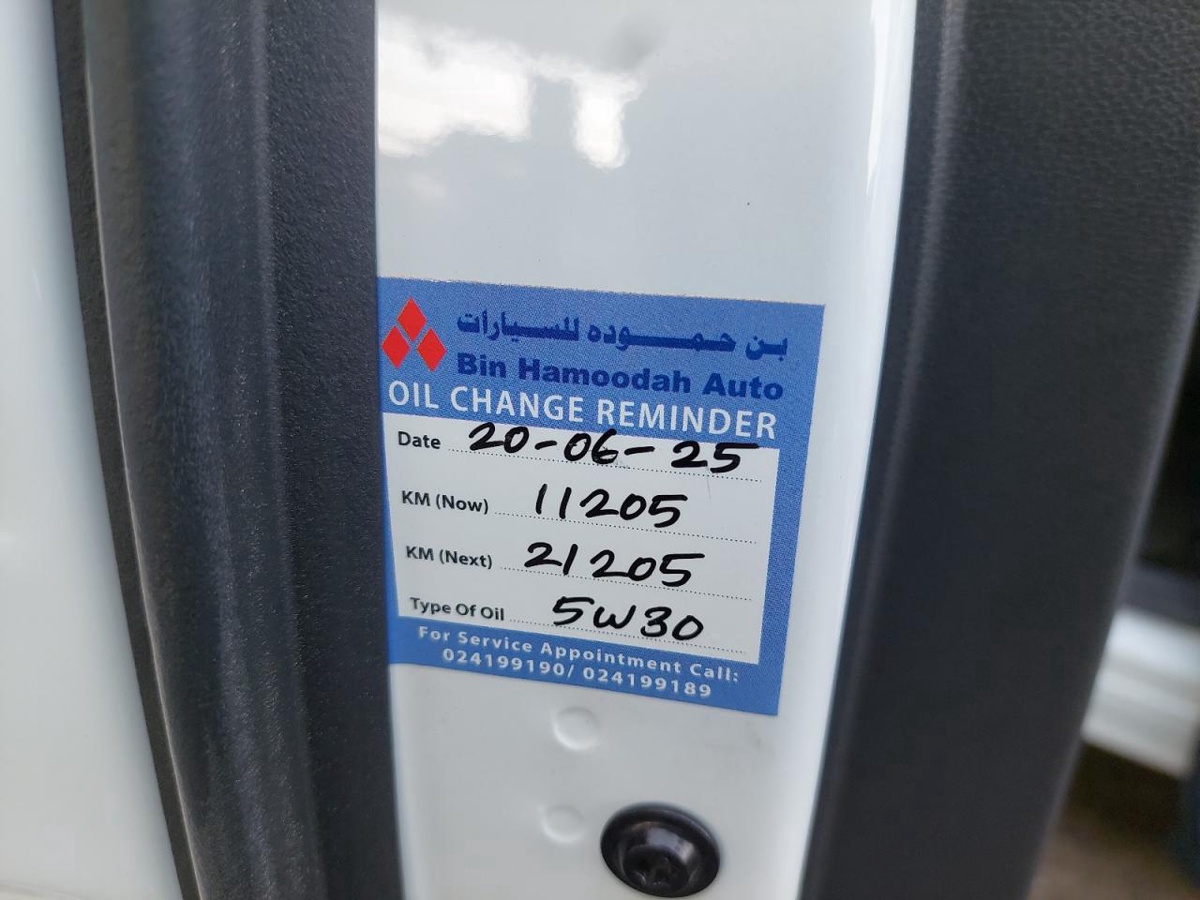 بن حمـــوده للسيارات
Bin Hamoodah Auto
OIL CHANGE REMINDER
Date 20-06-25
KM (Now) 11205
KM (Next) 21205
Type Of Oil 5W30
For Service Appointment Call:
024199190/ 024199189